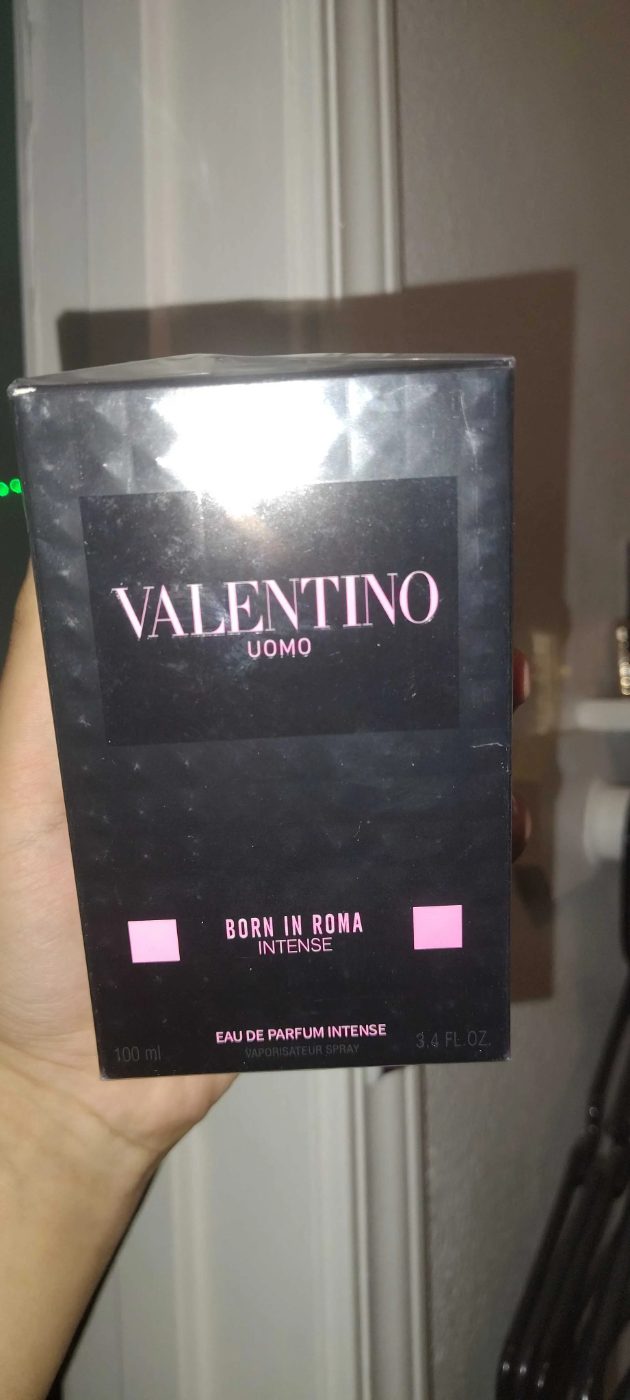 VALENTINO
UOMO
BORN IN ROMA
INTENSE
EAU DE PARFUM INTENSE
100 ml VAPORISATEUR SPRAY 3.4 FL.OZ.